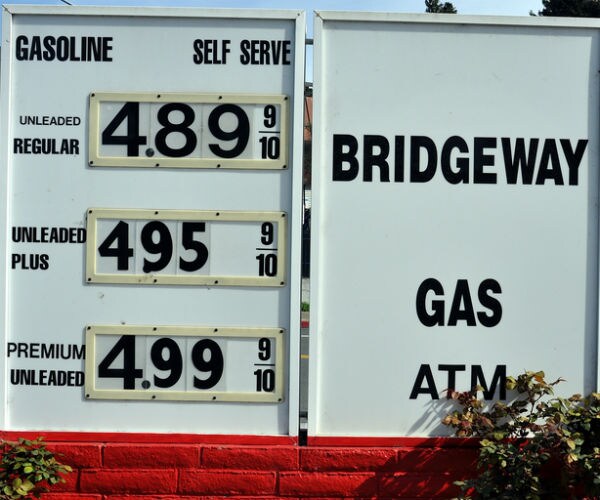 GASOLINE SELF SERVE
UNLEADED
REGULAR
4.89 9/10
UNLEADED
PLUS
495 9/10
PREMIUM
UNLEADED
4.99 9/10
BRIDGEWAY
GAS
ATM